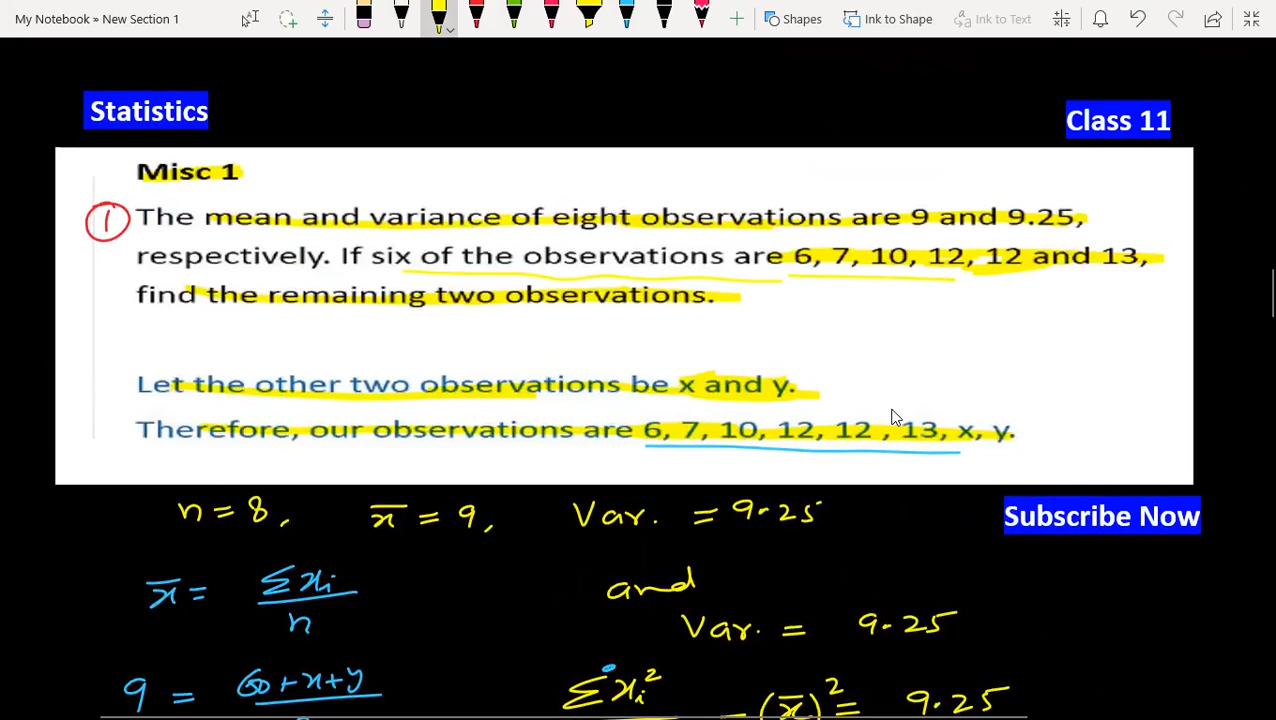 My Notebook » New Section 1
Shapes
Ink to Shape
Ink to Text
Statistics
Class 11
Misc 1
① The mean and variance of eight observations are 9 and 9.25,
respectively. If six of the observations are 6, 7, 10, 12, 12 and 13,
find the remaining two observations.
Let the other two observations be x and y.
Therefore, our observations are 6, 7, 10, 12, 12 , 13, x, y.
n = 8, x̅ = 9, Var. = 9.25
Subscribe Now
x̅ = Σxi / n
and
Var. = 9.25
9 = 60+x+y
Σxi² - (x̅)² = 9.25